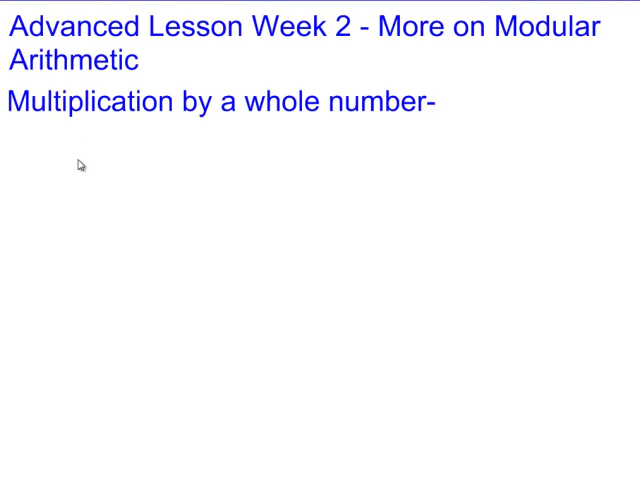 Advanced Lesson Week 2 - More on Modular
Arithmetic
Multiplication by a whole number-